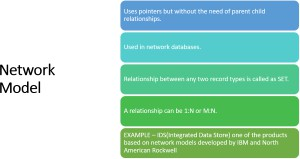 Network
Model
Uses pointers but without the need of parent child
relationships.
Used in network databases.
Relationship between any two record types is called as SET.
A relationship can be 1:N or M:N.
EXAMPLE – IDS(Integrated Data Store) one of the products
based on network models developed by IBM and North
American Rockwell